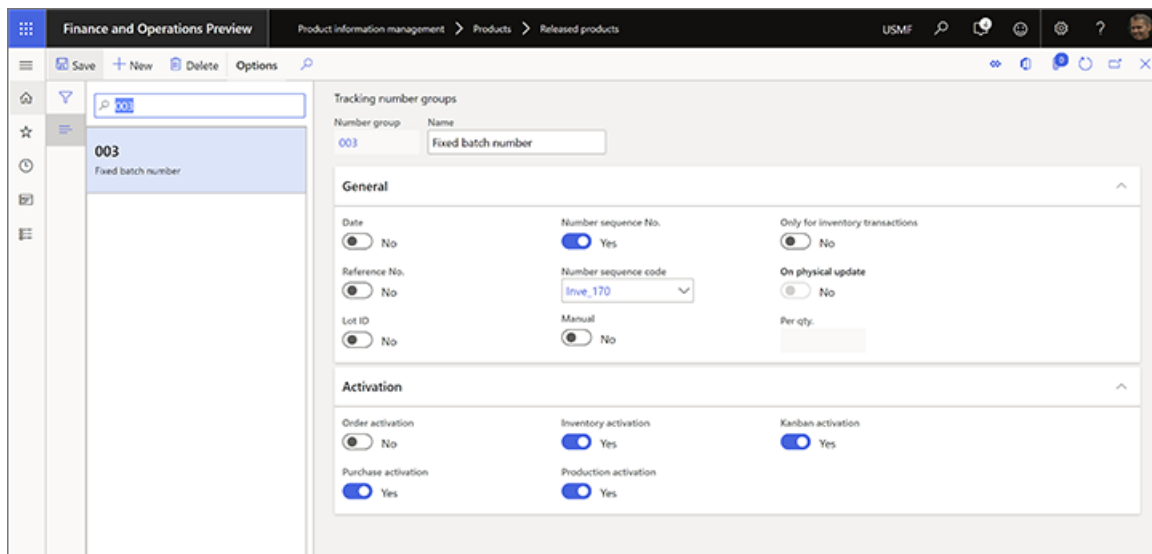 Finance and Operations Preview Product information management > Products > Released products USMF ? 4
Save + New Delete Options 0
003
003
Fixed batch number
Tracking number groups
Number group Name
003 Fixed batch number
General
Date Number sequence No. Only for inventory transactions
No Yes No
Reference No. Number sequence code On physical update
No Inve_170 No
Lot ID Manual Per qty.
No No
Activation
Order activation Inventory activation Kanban activation
No Yes Yes
Purchase activation Production activation
Yes Yes